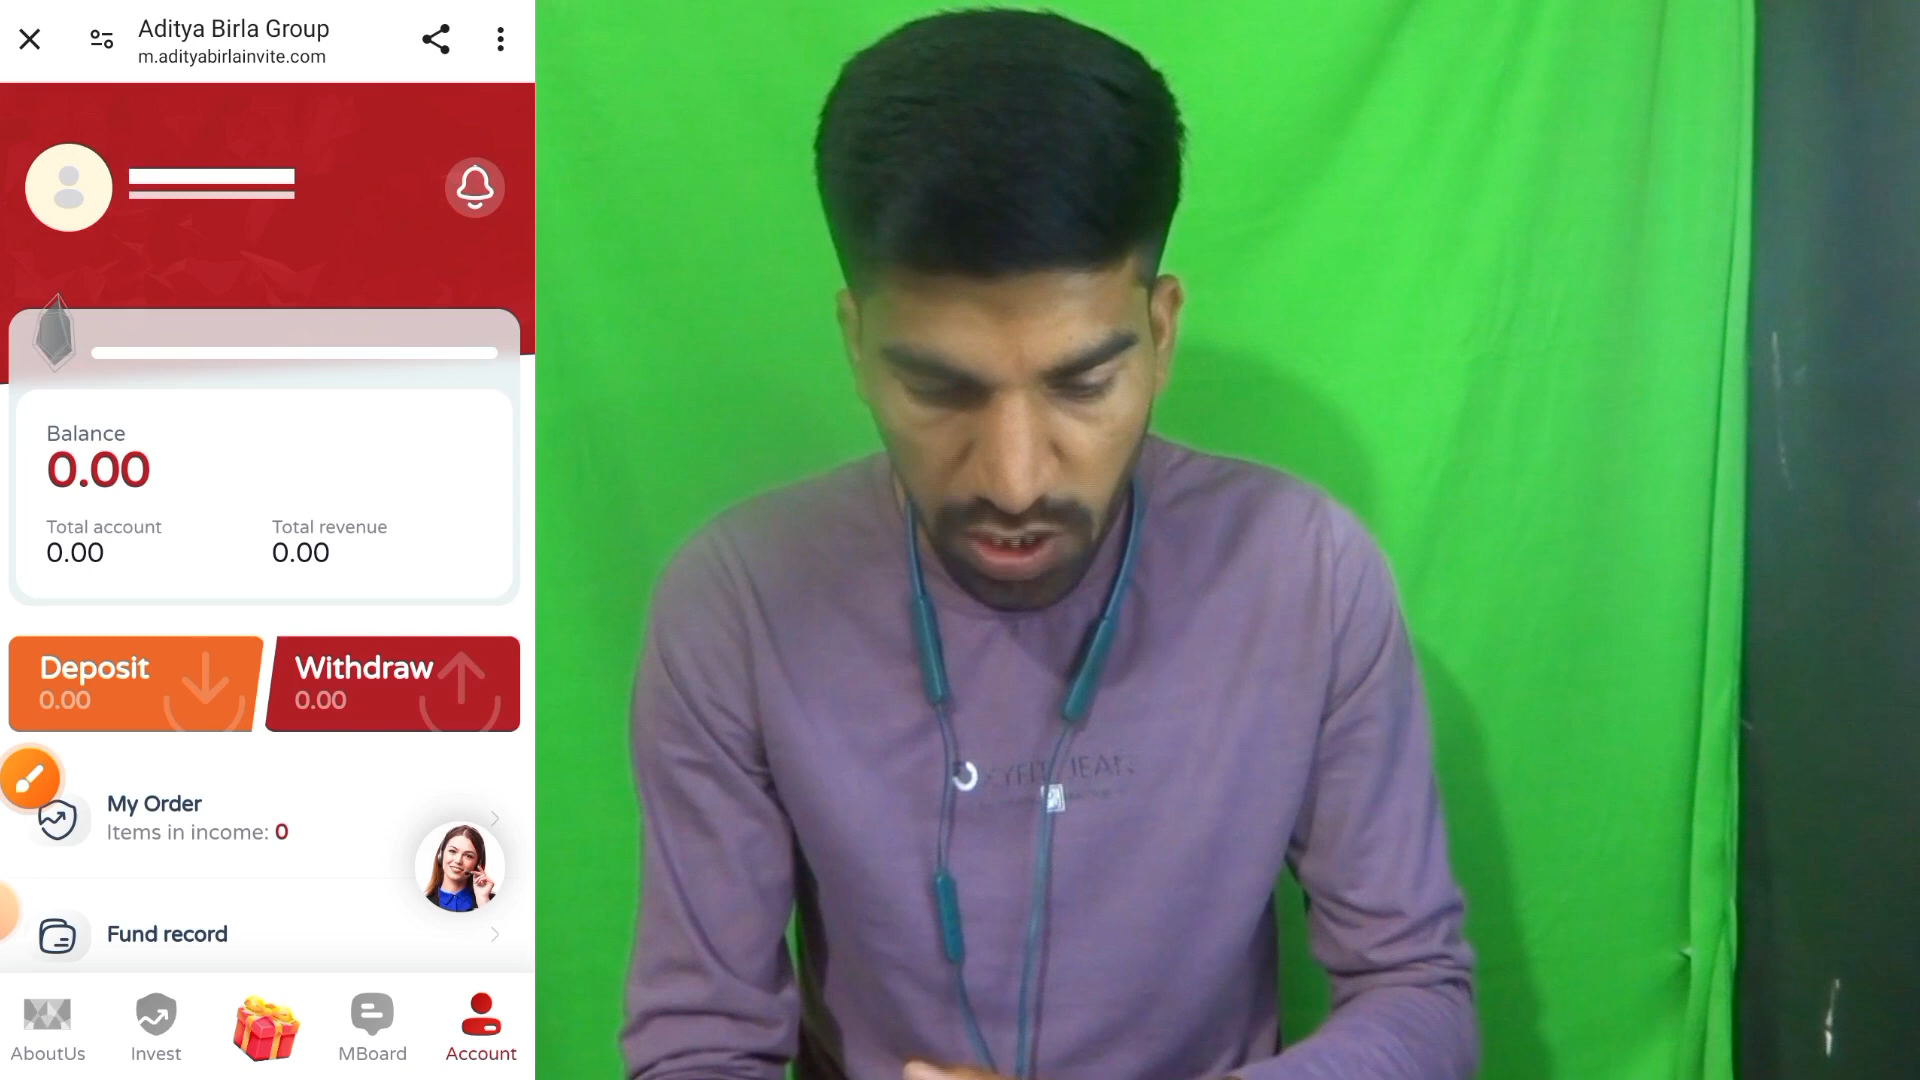 Aditya Birla Group
m.adityabirlainvite.com
Balance
0.00
Total account
0.00
Total revenue
0.00
Deposit
0.00
Withdraw
0.00
My Order
Items in income: 0
Fund record
AboutUs
Invest
MBoard
Account